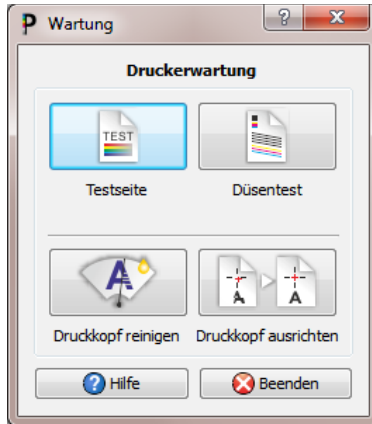 Wartung
Druckerwartung
TEST
Testseite Düsentest
A A A
Druckkopf reinigen Druckkopf ausrichten
Hilfe Beenden